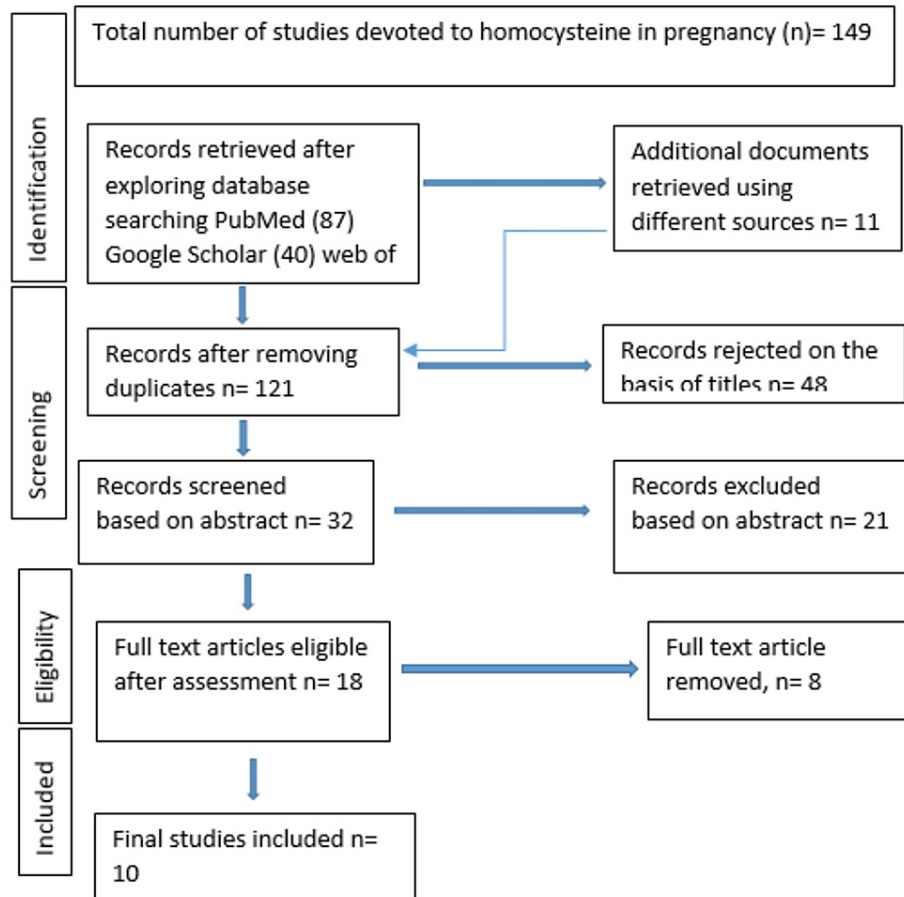 Total number of studies devoted to homocysteine in pregnancy (n)= 149
Identification
Records retrieved after
exploring database
searching PubMed (87)
Google Scholar (40) web of
Additional documents
retrieved using
different sources n= 11
Screening
Records after removing
duplicates n= 121
Records rejected on the
basis of titles n= 48
Records screened
based on abstract n= 32
Records excluded
based on abstract n= 21
Eligibility
Full text articles eligible
after assessment n= 18
Full text article
removed, n= 8
Included
Final studies included n=
10